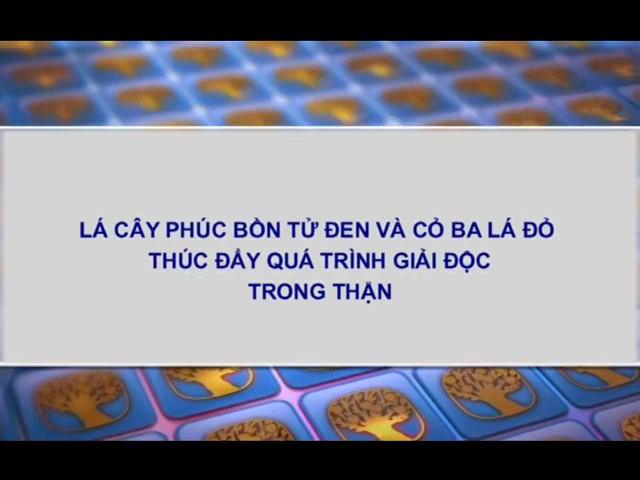 LÁ CÂY PHÚC BỒN TỬ ĐEN VÀ CỎ BA LÁ ĐỎ
THÚC ĐẨY QUÁ TRÌNH GIẢI ĐỘC
TRONG THẬN